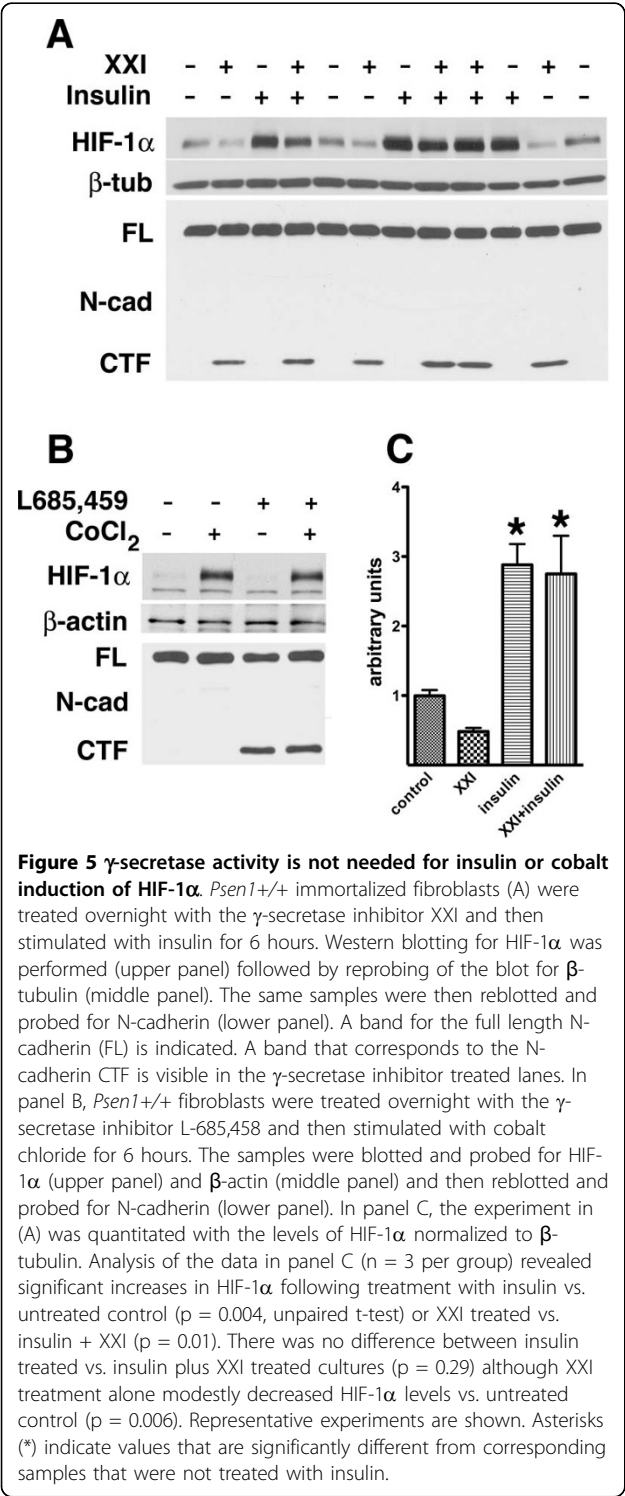 A
XXI - + - + - + - + + - + -
Insulin - - + + - - + + + + - -
HIF-1α
β-tub
FL
N-cad
CTF
B
L685,459 - - + +
CoCl2 - + - +
HIF-1α
β-actin
FL
N-cad
CTF
C
4
3
2
1
arbitrary units
* *
control XXI insulin XXI+insulin
Figure 5 γ-secretase activity is not needed for insulin or cobalt
induction of HIF-1α. Psen1+/+ immortalized fibroblasts (A) were
treated overnight with the γ-secretase inhibitor XXI and then
stimulated with insulin for 6 hours. Western blotting for HIF-1α was
performed (upper panel) followed by reprobing of the blot for β-
tubulin (middle panel). The same samples were then reblotted and
probed for N-cadherin (lower panel). A band for the full length N-
cadherin (FL) is indicated. A band that corresponds to the N-
cadherin CTF is visible in the γ-secretase inhibitor treated lanes. In
panel B, Psen1+/+ fibroblasts were treated overnight with the γ-
secretase inhibitor L-685,458 and then stimulated with cobalt
chloride for 6 hours. The samples were blotted and probed for HIF-
1α (upper panel) and β-actin (middle panel) and then reblotted and
probed for N-cadherin (lower panel). In panel C, the experiment in
(A) was quantitated with the levels of HIF-1α normalized to β-
tubulin. Analysis of the data in panel C (n = 3 per group) revealed
significant increases in HIF-1α following treatment with insulin vs.
untreated control (p = 0.004, unpaired t-test) or XXI treated vs.
insulin + XXI (p = 0.01). There was no difference between insulin
treated vs. insulin plus XXI treated cultures (p = 0.29) although XXI
treatment alone modestly decreased HIF-1α levels vs. untreated
control (p = 0.006). Representative experiments are shown. Asterisks
(*) indicate values that are significantly different from corresponding
samples that were not treated with insulin.